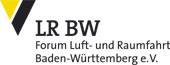 LR BW
Forum Luft- und Raumfahrt
Baden-Württemberg e.V.